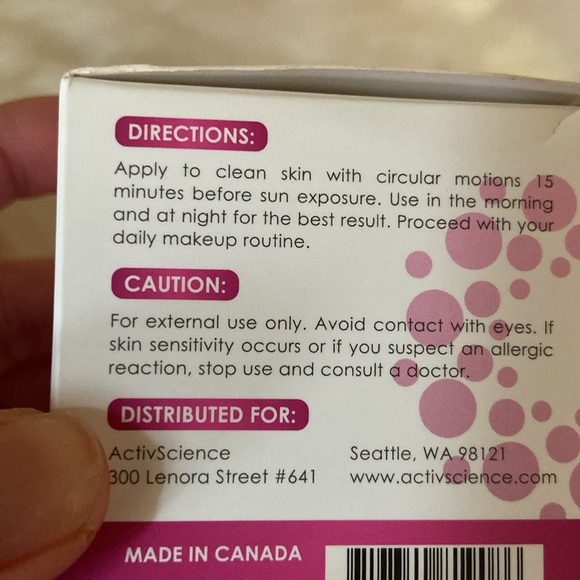 DIRECTIONS:
Apply to clean skin with circular motions 15
minutes before sun exposure. Use in the morning
and at night for the best result. Proceed with your
daily makeup routine.
CAUTION:
For external use only. Avoid contact with eyes. If
skin sensitivity occurs or if you suspect an allergic
reaction, stop use and consult a doctor.
DISTRIBUTED FOR:
ActivScience Seattle, WA 98121
300 Lenora Street #641 www.activscience.com
MADE IN CANADA